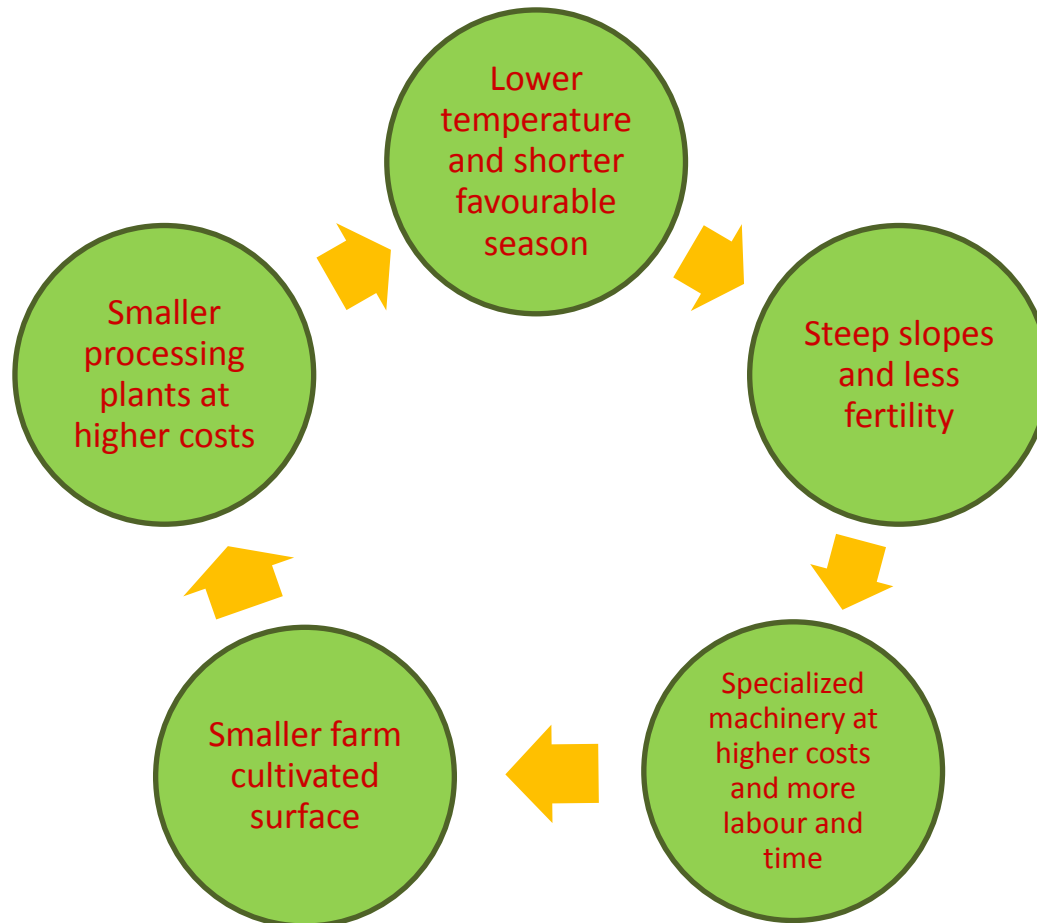 Lower
temperature
and shorter
favourable
season
Steep slopes
and less
fertility
Specialized
machinery at
higher costs
and more
labour and
time
Smaller farm
cultivated
surface
Smaller
processing
plants at
higher costs